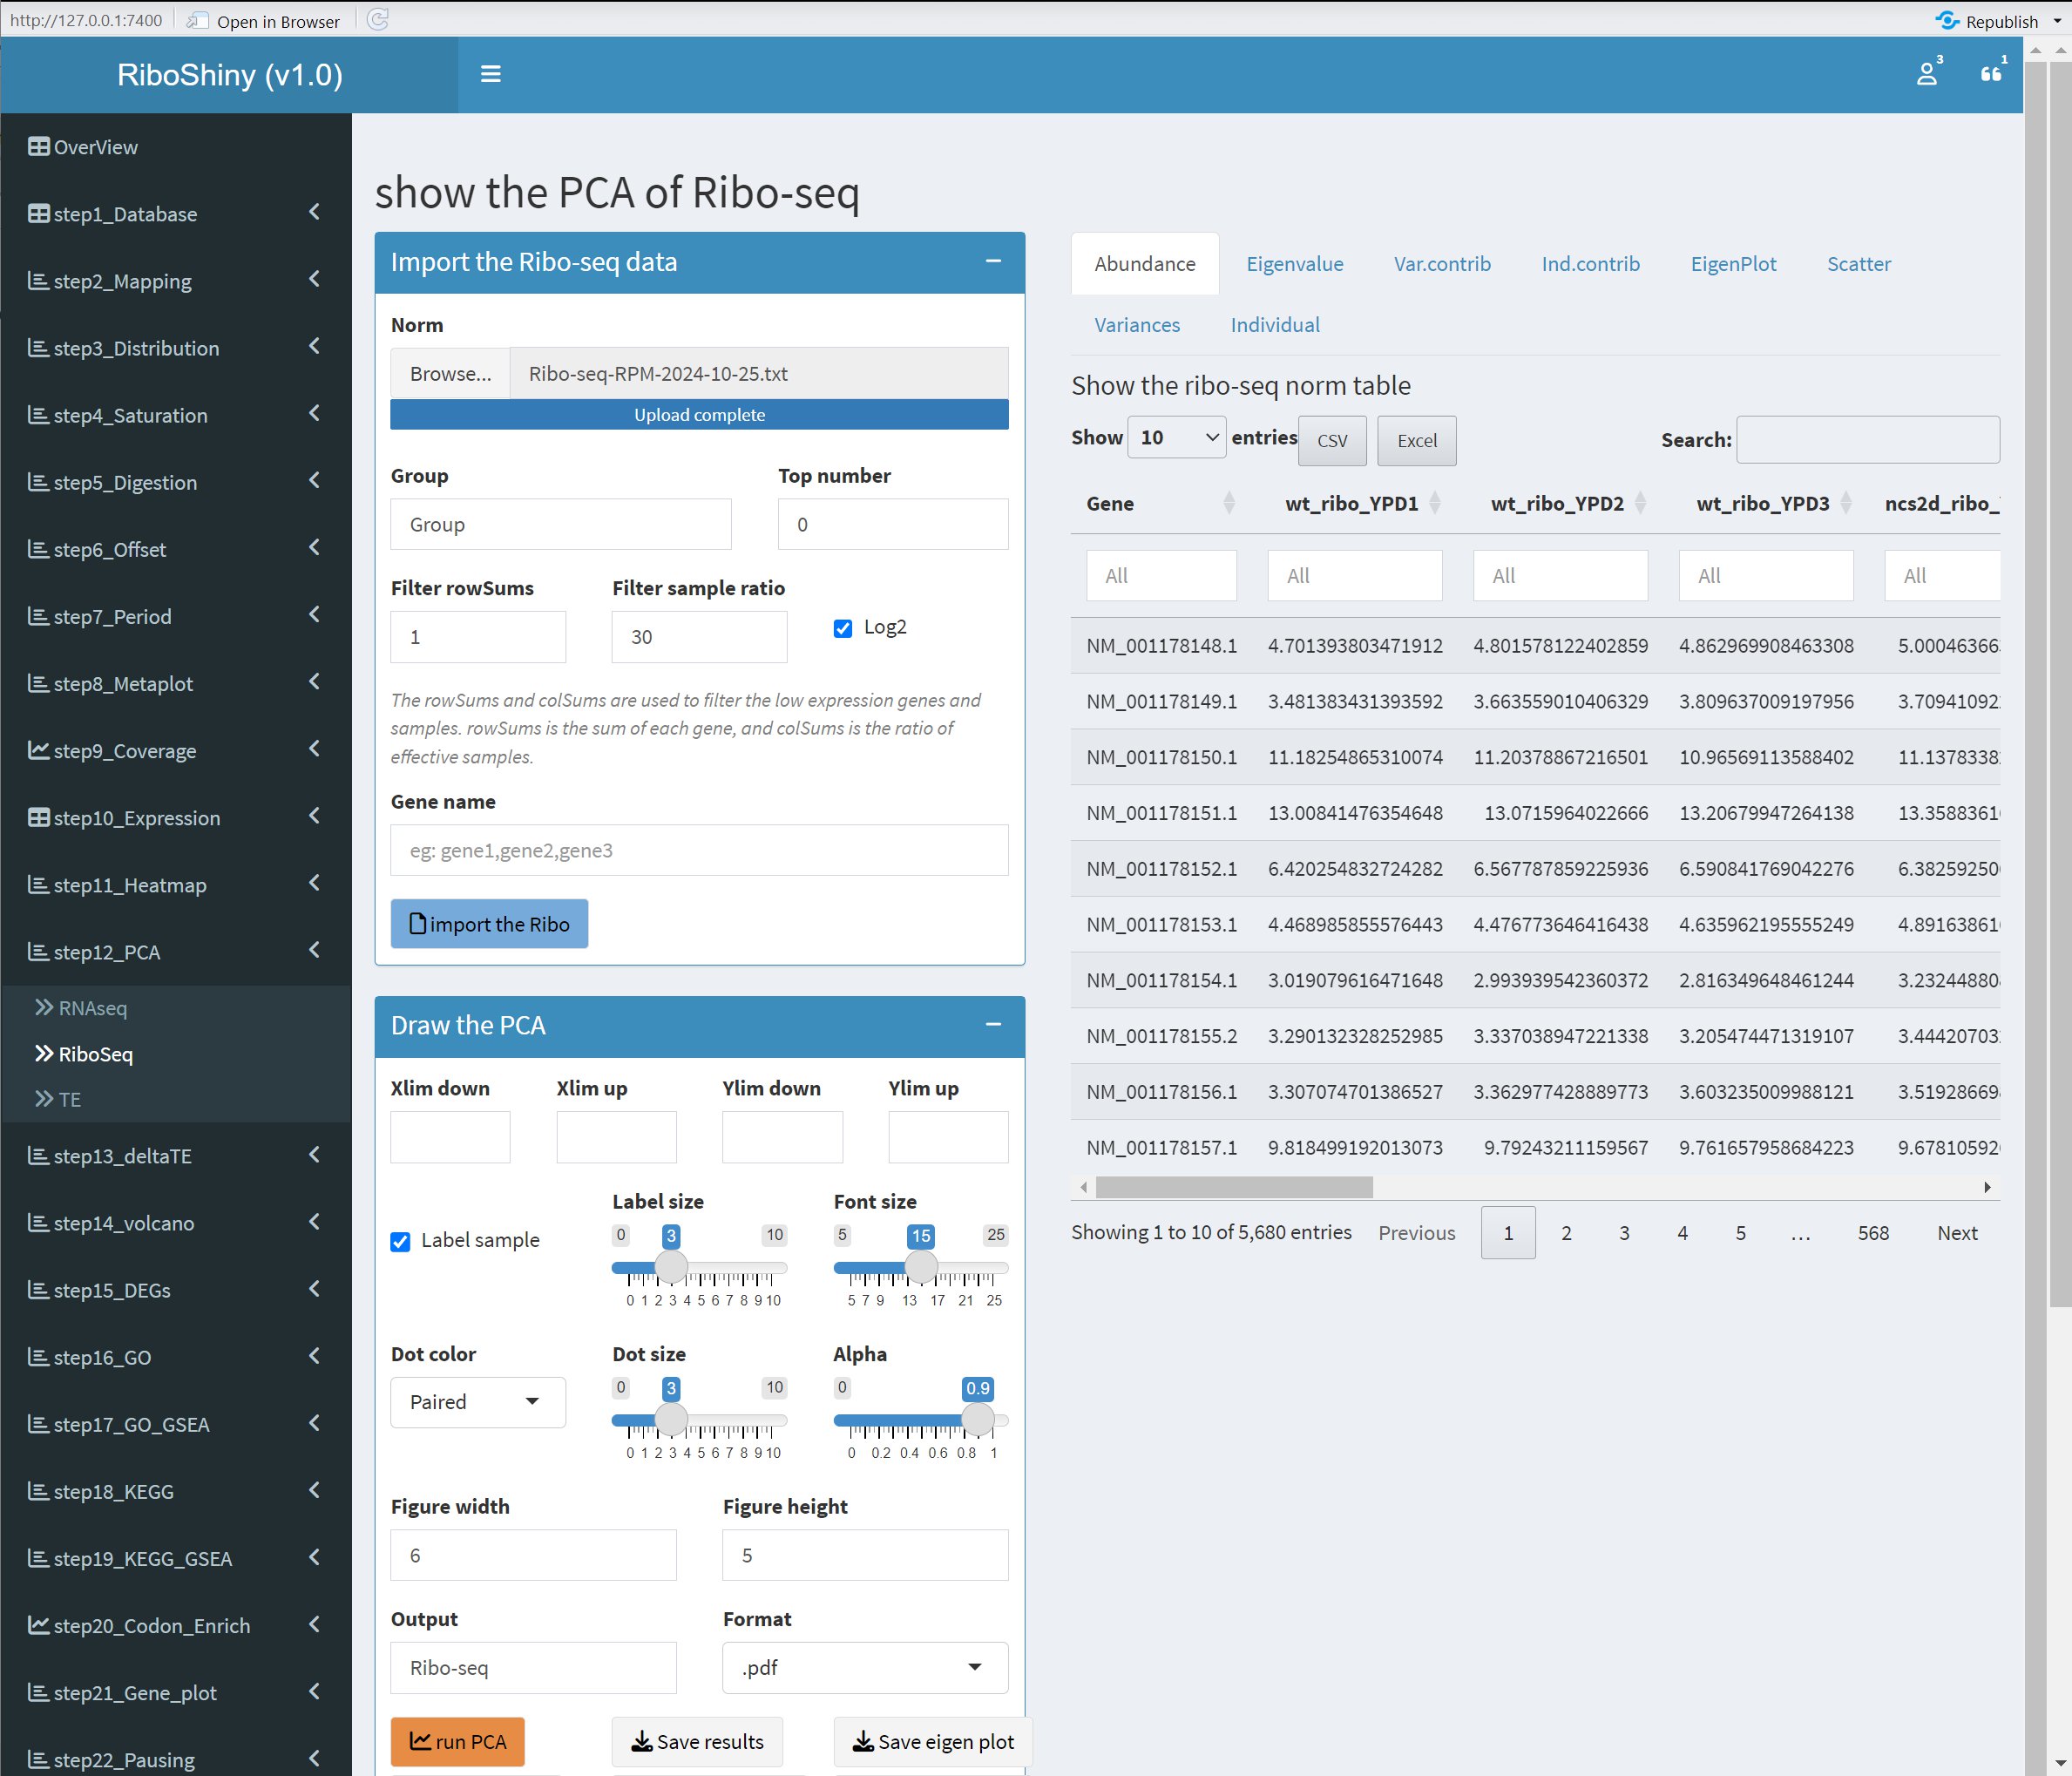 http://127.0.0.1:7400 Open in Browser Republish
RiboShiny (v1.0) 3 1
OverView
step1_Database
step2_Mapping
step3_Distribution
step4_Saturation
step5_Digestion
step6_Offset
step7_Period
step8_Metaplot
step9_Coverage
step10_Expression
step11_Heatmap
step12_PCA
RNAseq
RiboSeq
TE
step13_deltaTE
step14_volcano
step15_DEGs
step16_GO
step17_GO_GSEA
step18_KEGG
step19_KEGG_GSEA
step20_Codon_Enrich
step21_Gene_plot
step22_Pausing
show the PCA of Ribo-seq
Import the Ribo-seq data
Norm
Browse... Ribo-seq-RPM-2024-10-25.txt
Upload complete
Group Top number
Group 0
Filter rowSums Filter sample ratio
1 30 Log2
The rowSums and colSums are used to filter the low expression genes and
samples. rowSums is the sum of each gene, and colSums is the ratio of
effective samples.
Gene name
eg: gene1,gene2,gene3
import the Ribo
Draw the PCA
Xlim down Xlim up Ylim down Ylim up
Label sample
Label size
0 3 10
0 1 2 3 4 5 6 7 8 9 10
Font size
5 15 25
5 7 9 13 17 21 25
Dot color
Paired
Dot size
0 3 10
0 1 2 3 4 5 6 7 8 9 10
Alpha
0 0.9
0 0.2 0.4 0.6 0.8 1
Figure width Figure height
6 5
Output Format
Ribo-seq .pdf
run PCA Save results Save eigen plot
Abundance Eigenvalue Var.contrib Ind.contrib EigenPlot Scatter
Variances Individual
Show the ribo-seq norm table
Show 10 entries CSV Excel Search:
Gene wt_ribo_YPD1 wt_ribo_YPD2 wt_ribo_YPD3 ncs2d_ribo_
All All All All All
NM_001178148.1 4.701393803471912 4.801578122402859 4.862969908463308 5.00046366
NM_001178149.1 3.481383431393592 3.663559010406329 3.809637009197956 3.70941092
NM_001178150.1 11.18254865310074 11.20378867216501 10.96569113588402 11.1378338
NM_001178151.1 13.00841476354648 13.0715964022666 13.20679947264138 13.3588361
NM_001178152.1 6.420254832724282 6.567787859225936 6.590841769042276 6.38259250
NM_001178153.1 4.468985855576443 4.476773646416438 4.635962195555249 4.89163861
NM_001178154.1 3.019079616471648 2.993939542360372 2.816349648461244 3.23244880
NM_001178155.2 3.290132328252985 3.337038947221338 3.205474471319107 3.44420703
NM_001178156.1 3.307074701386527 3.362977428889773 3.603235009988121 3.51928669
NM_001178157.1 9.818499192013073 9.79243211159567 9.761657958684223 9.67810592
Showing 1 to 10 of 5,680 entries Previous 1 2 3 4 5 … 568 Next